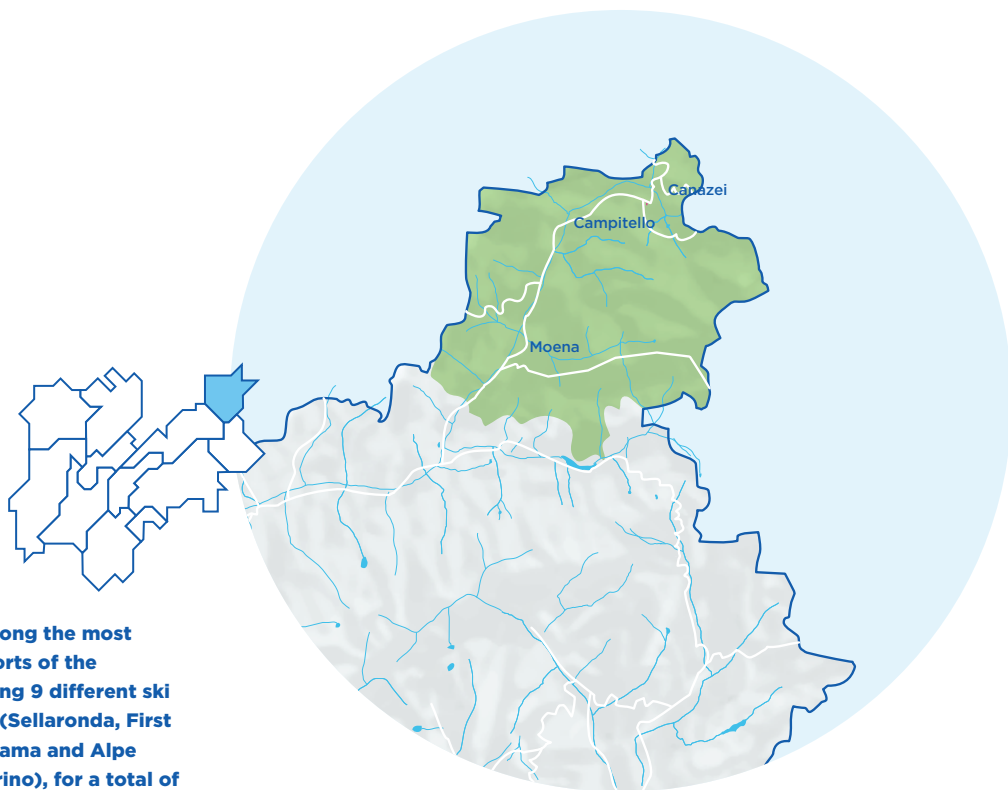 Canazei
Campitello
Moena
ong the most
orts of the
ng 9 different ski
(Sellaronda, First
ama and Alpe
rino), for a total of